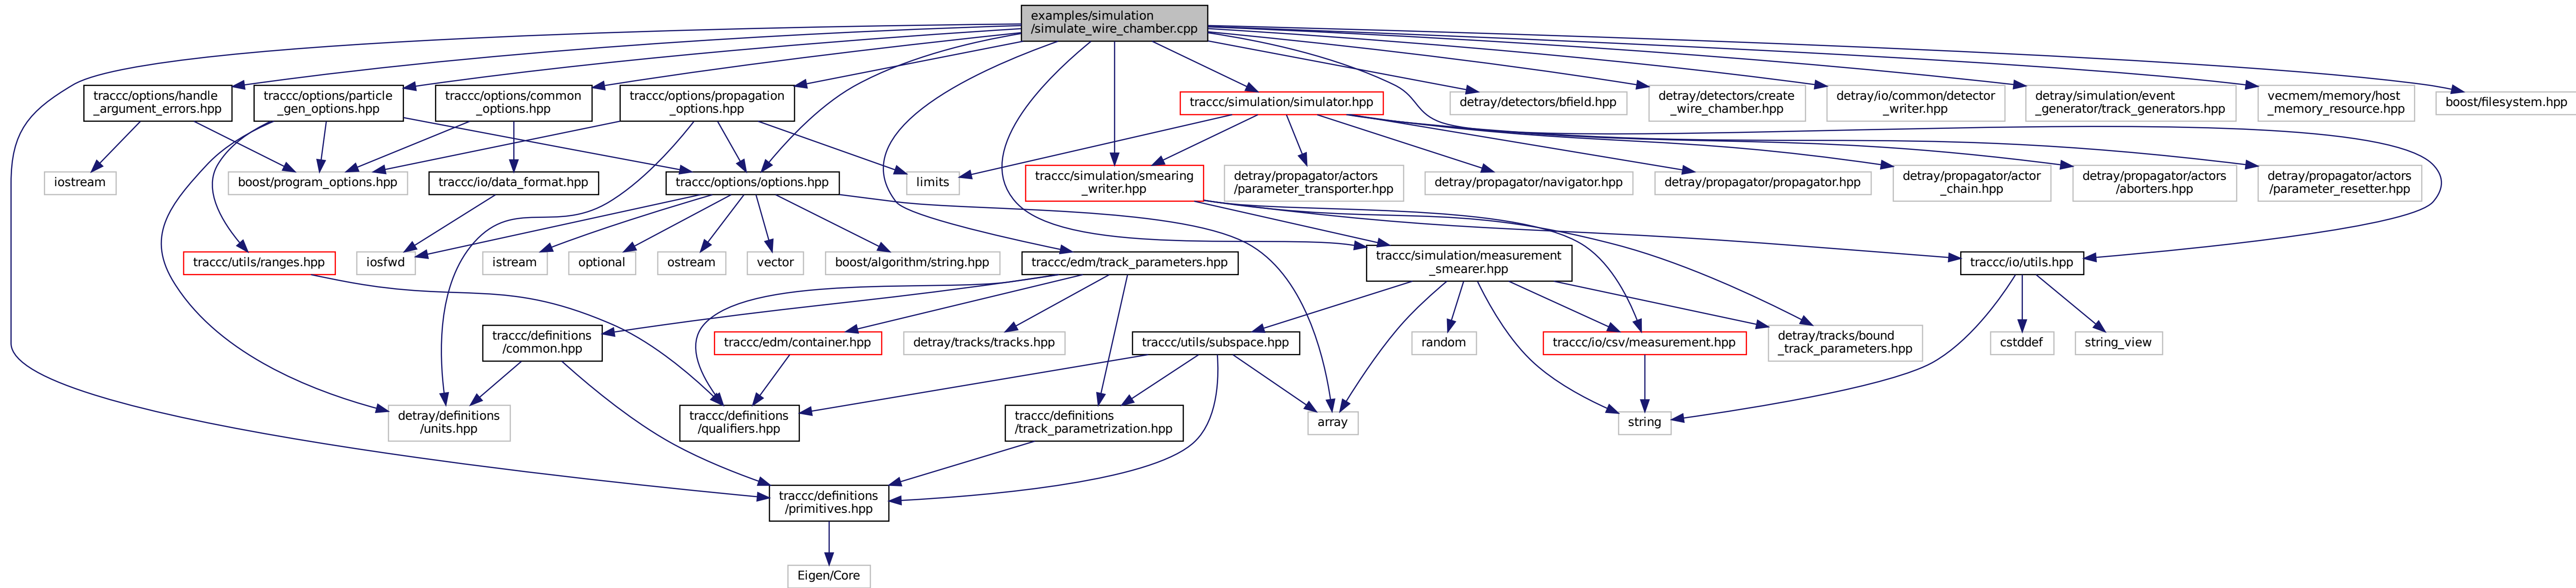 examples/simulation
/simulate_wire_chamber.cpp
traccc/options/handle
_argument_errors.hpp
traccc/options/particle
_gen_options.hpp
traccc/options/common
_options.hpp
traccc/options/propagation
_options.hpp
traccc/simulation/simulator.hpp
detray/detectors/bfield.hpp
detray/detectors/create
_wire_chamber.hpp
detray/io/common/detector
_writer.hpp
detray/simulation/event
_generator/track_generators.hpp
vecmem/memory/host
_memory_resource.hpp
boost/filesystem.hpp
iostream
boost/program_options.hpp
traccc/io/data_format.hpp
traccc/options/options.hpp
limits
traccc/simulation/smearing
_writer.hpp
detray/propagator/actors
/parameter_transporter.hpp
detray/propagator/navigator.hpp
detray/propagator/propagator.hpp
detray/propagator/actor
_chain.hpp
detray/propagator/actors
/aborters.hpp
detray/propagator/actors
/parameter_resetter.hpp
traccc/utils/ranges.hpp
iosfwd
istream
optional
ostream
vector
boost/algorithm/string.hpp
traccc/edm/track_parameters.hpp
traccc/simulation/measurement
_smearer.hpp
traccc/io/utils.hpp
traccc/definitions
/common.hpp
traccc/edm/container.hpp
detray/tracks/tracks.hpp
traccc/utils/subspace.hpp
random
traccc/io/csv/measurement.hpp
detray/tracks/bound
_track_parameters.hpp
cstddef
string_view
detray/definitions
/units.hpp
traccc/definitions
/qualifiers.hpp
traccc/definitions
/track_parametrization.hpp
array
string
traccc/definitions
/primitives.hpp
Eigen/Core